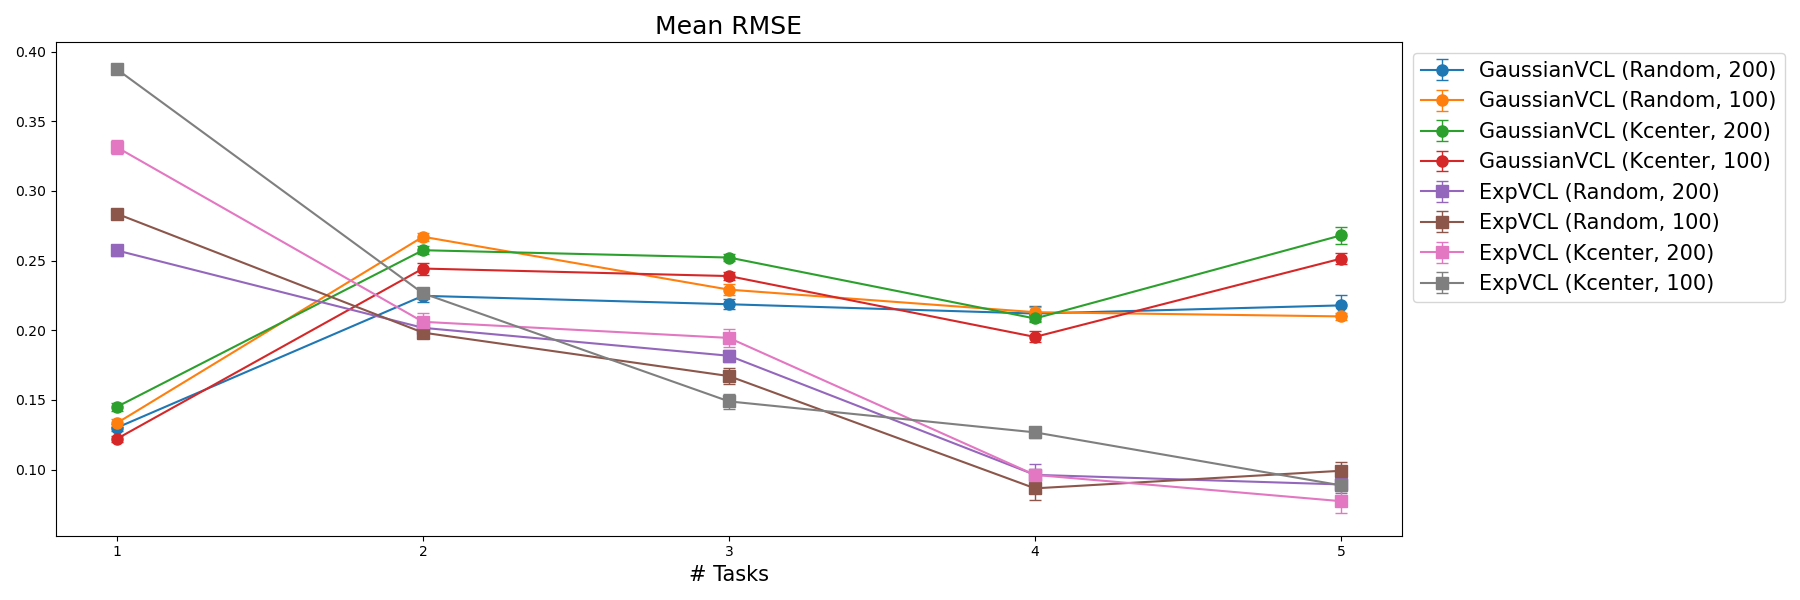 Mean RMSE
0.40
0.35
0.30
0.25
0.20
0.15
0.10
1 2 3 4 5
# Tasks
GaussianVCL (Random, 200)
GaussianVCL (Random, 100)
GaussianVCL (Kcenter, 200)
GaussianVCL (Kcenter, 100)
ExpVCL (Random, 200)
ExpVCL (Random, 100)
ExpVCL (Kcenter, 200)
ExpVCL (Kcenter, 100)